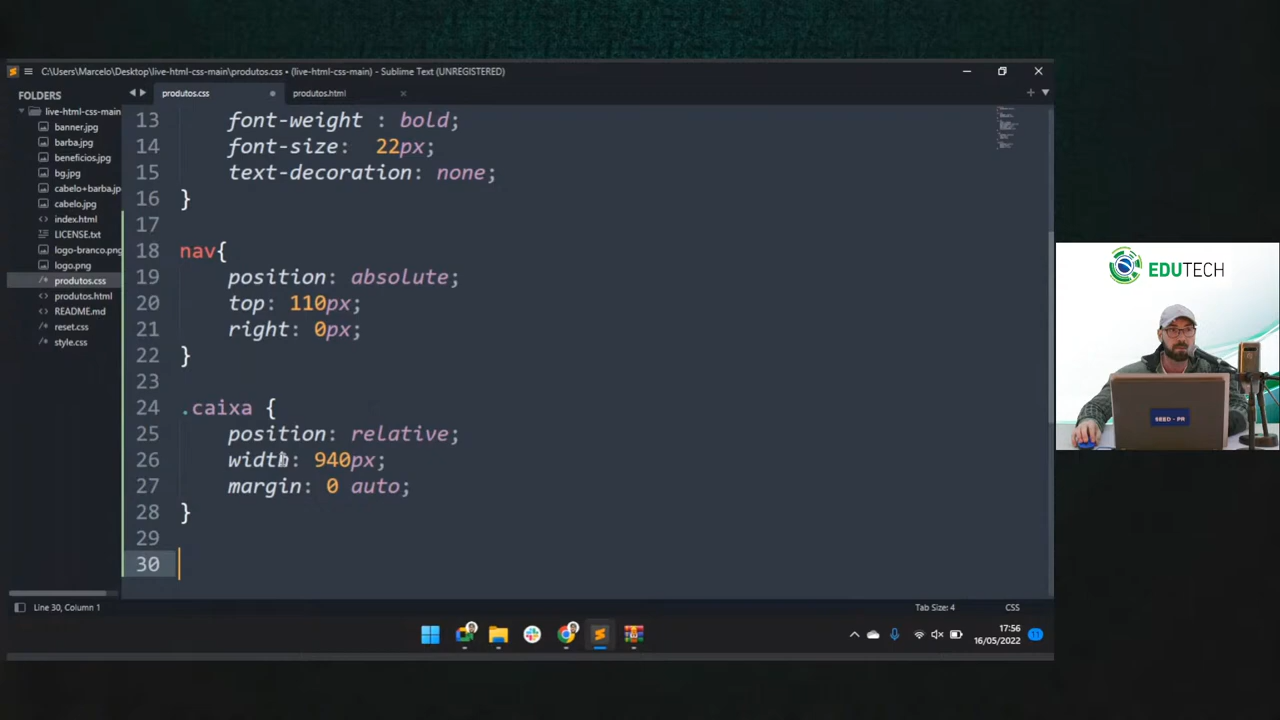 C:\Users\Marcelo\Desktop\live-html-css-main\produtos.css • (live-html-css-main) - Sublime Text (UNREGISTERED)
FOLDERS
live-html-css-main
banner.jpg
barba.jpg
beneficios.jpg
bg.jpg
cabelo+barba.jp
cabelo.jpg
index.html
LICENSE.txt
logo-branco.png
logo.png
produtos.css
produtos.html
README.md
reset.css
style.css
produtos.css
produtos.html
13 font-weight : bold;
14 font-size: 22px;
15 text-decoration: none;
16 }
17
18 nav{
19 position: absolute;
20 top: 110px;
21 right: 0px;
22 }
23
24 .caixa {
25 position: relative;
26 width: 940px;
27 margin: 0 auto;
28 }
29
30
Line 30, Column 1
Tab Size: 4
CSS
17:56
16/05/2022
11
EDUTECH
SEED - PR